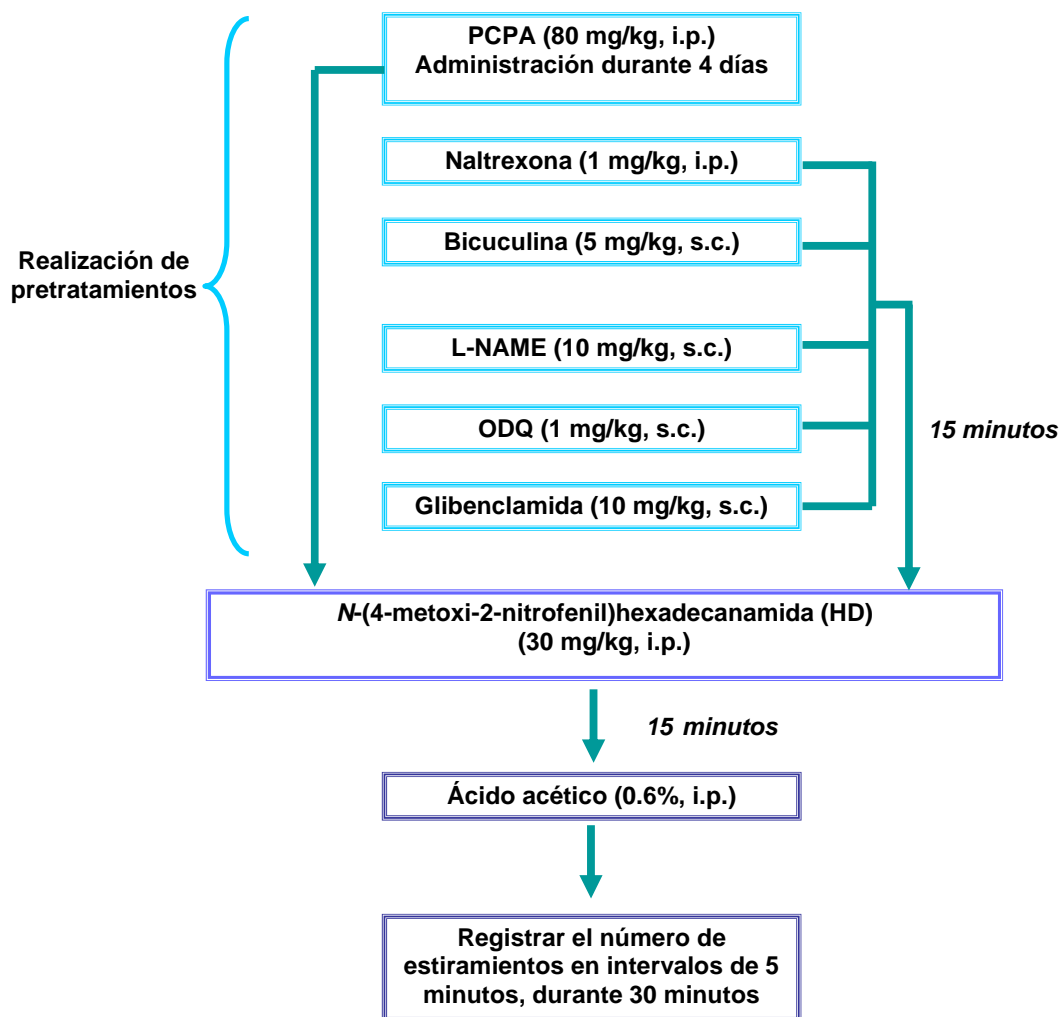 PCPA (80 mg/kg, i.p.)
Administración durante 4 días
Naltrexona (1 mg/kg, i.p.)
Bicuculina (5 mg/kg, s.c.)
Realización de
pretratamientos
L-NAME (10 mg/kg, s.c.)
ODQ (1 mg/kg, s.c.)
15 minutos
Glibenclamida (10 mg/kg, s.c.)
N-(4-metoxi-2-nitrofenil)hexadecanamida (HD)
(30 mg/kg, i.p.)
15 minutos
Ácido acético (0.6%, i.p.)
Registrar el número de
estiramientos en intervalos de 5
minutos, durante 30 minutos